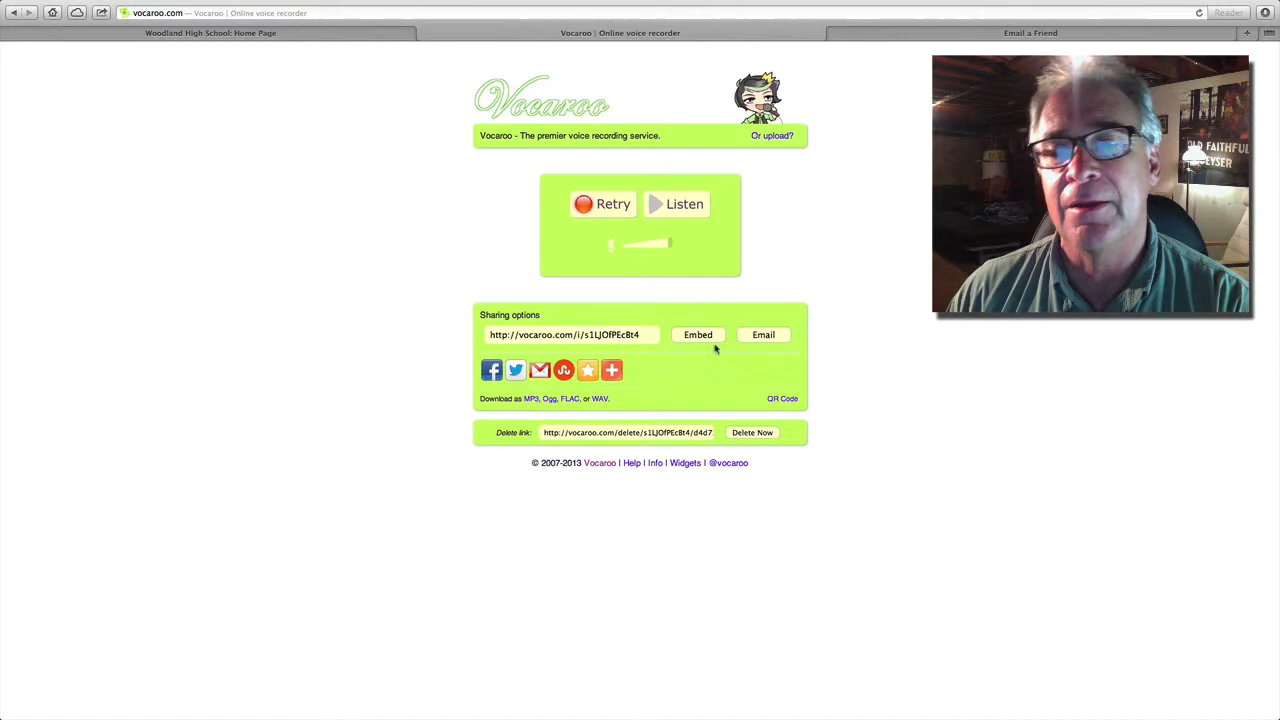 vocaroo.com — Vocaroo | Online voice recorder
Reader
Woodland High School: Home Page
Vocaroo | Online voice recorder
Email a Friend
+
Vocaroo
Vocaroo - The premier voice recording service.
Or upload?
OLD FAITHFUL
GEYSER
Retry
Listen
Sharing options
http://vocaroo.com/i/s1LJOfPEcBt4
Embed
Email
Download as MP3, Ogg, FLAC, or WAV.
QR Code
Delete link:
http://vocaroo.com/delete/s1LJOfPEcBt4/d4d7
Delete Now
© 2007-2013 Vocaroo | Help | Info | Widgets | @vocaroo